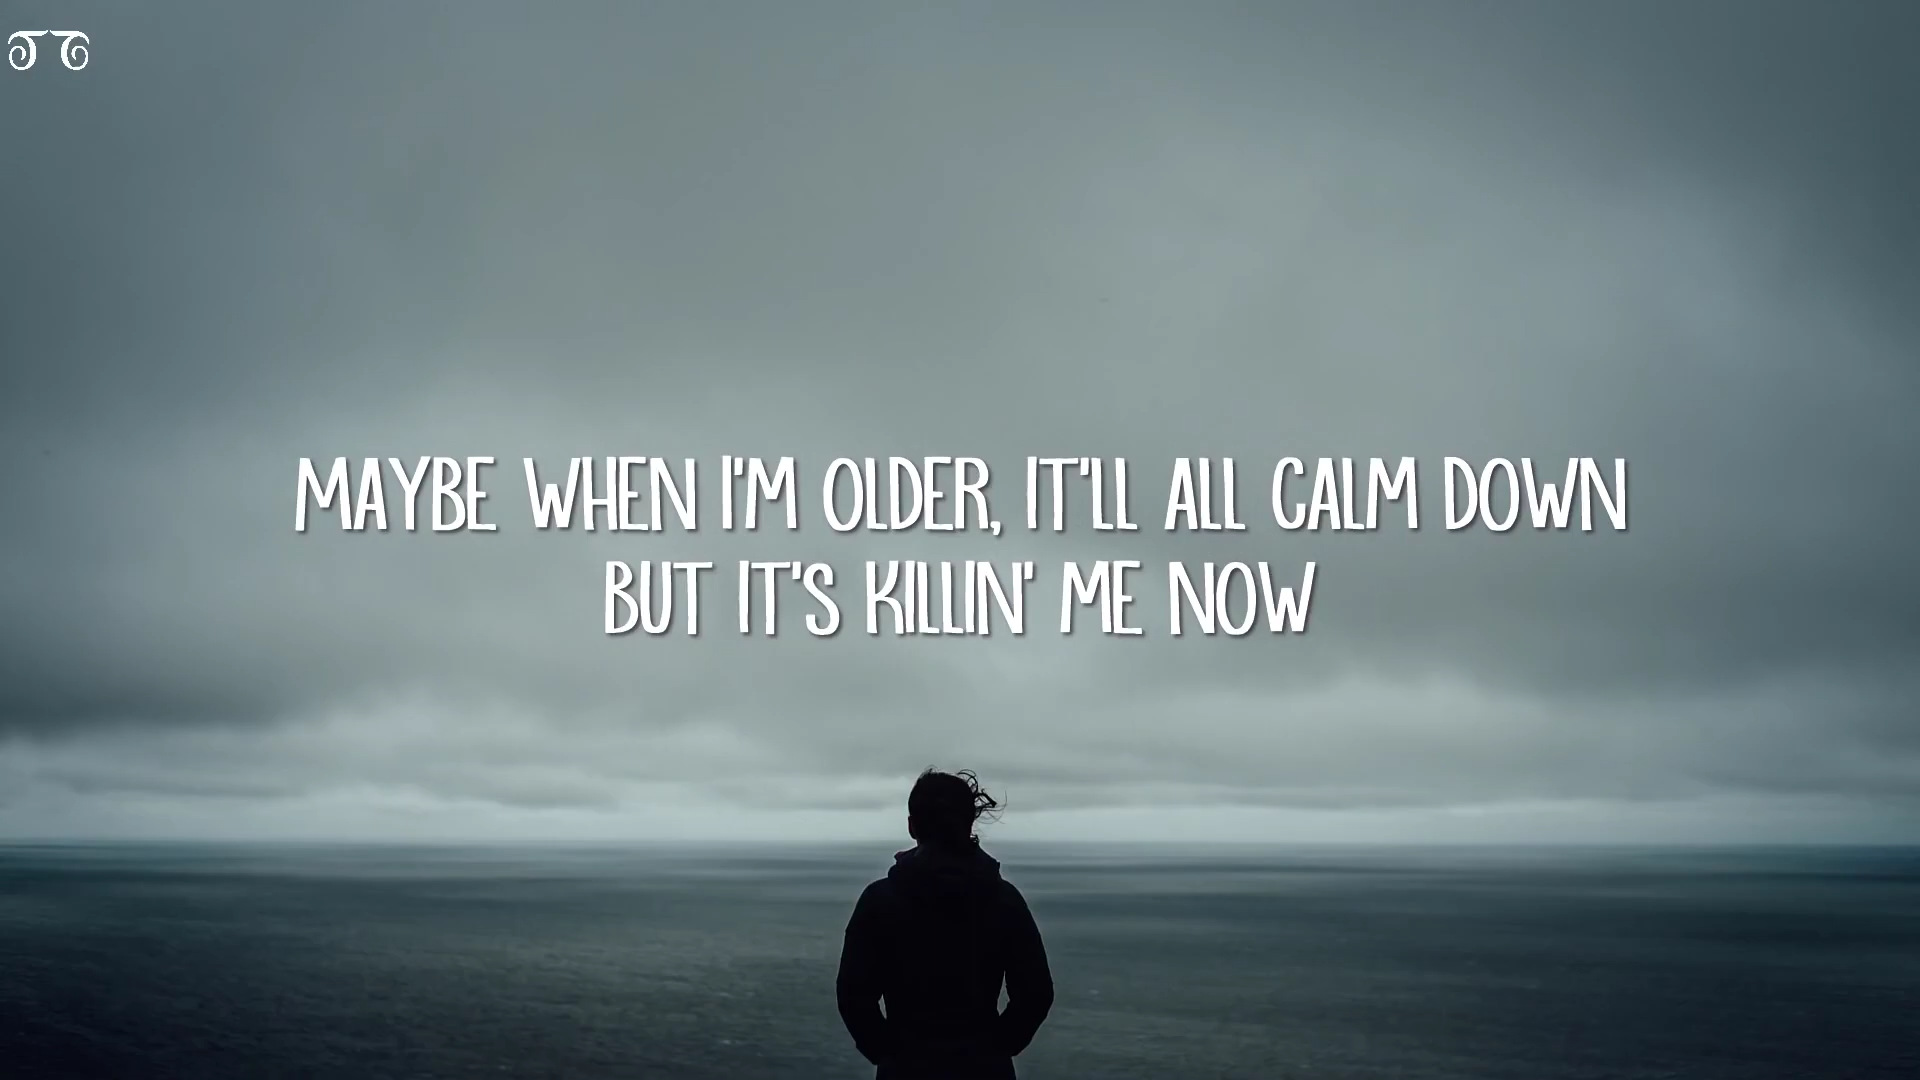 MAYBE WHEN I'M OLDER, IT'LL ALL CALM DOWN
BUT IT'S KILLIN' ME NOW